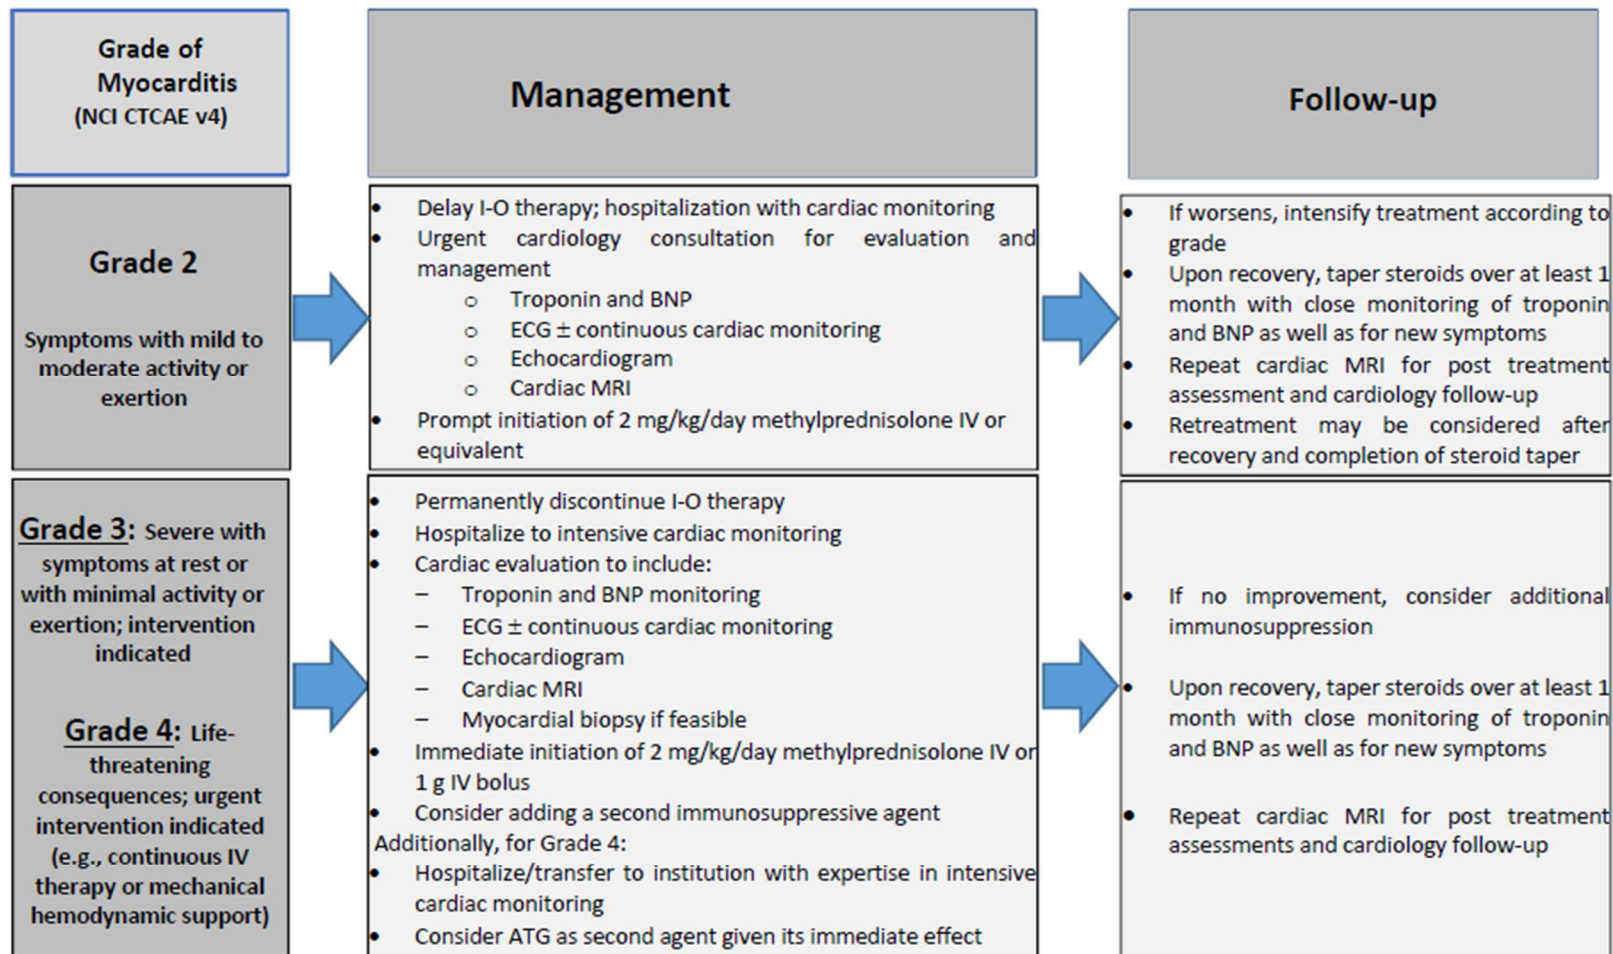 Grade of
Myocarditis
(NCI CTCAE v4)
Management
Follow-up
Grade 2
Symptoms with mild to
moderate activity or
exertion
• Delay I-O therapy; hospitalization with cardiac monitoring
• Urgent cardiology consultation for evaluation and
management
o Troponin and BNP
o ECG ± continuous cardiac monitoring
o Echocardiogram
o Cardiac MRI
• Prompt initiation of 2 mg/kg/day methylprednisolone IV or
equivalent
• If worsens, intensify treatment according to
grade
• Upon recovery, taper steroids over at least 1
month with close monitoring of troponin
and BNP as well as for new symptoms
• Repeat cardiac MRI for post treatment
assessment and cardiology follow-up
• Retreatment may be considered after
recovery and completion of steroid taper
Grade 3: Severe with
symptoms at rest or
with minimal activity or
exertion; intervention
indicated
Grade 4: Life-
threatening
consequences; urgent
intervention indicated
(e.g., continuous IV
therapy or mechanical
hemodynamic support)
• Permanently discontinue I-O therapy
• Hospitalize to intensive cardiac monitoring
• Cardiac evaluation to include:
– Troponin and BNP monitoring
– ECG ± continuous cardiac monitoring
– Echocardiogram
– Cardiac MRI
– Myocardial biopsy if feasible
• Immediate initiation of 2 mg/kg/day methylprednisolone IV or
1 g IV bolus
• Consider adding a second immunosuppressive agent
Additionally, for Grade 4:
• Hospitalize/transfer to institution with expertise in intensive
cardiac monitoring
• Consider ATG as second agent given its immediate effect
• If no improvement, consider additional
immunosuppression
• Upon recovery, taper steroids over at least 1
month with close monitoring of troponin
and BNP as well as for new symptoms
• Repeat cardiac MRI for post treatment
assessments and cardiology follow-up